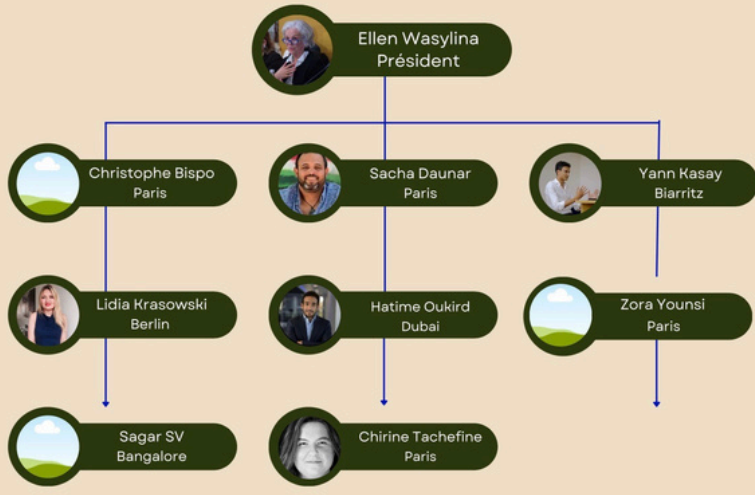 Ellen Wasylina
Président
Christophe Bispo
Paris
Sacha Daunar
Paris
Yann Kasay
Biarritz
Lidia Krasowski
Berlin
Hatime Oukird
Dubai
Zora Younsi
Paris
Sagar SV
Bangalore
Chirine Tachefine
Paris